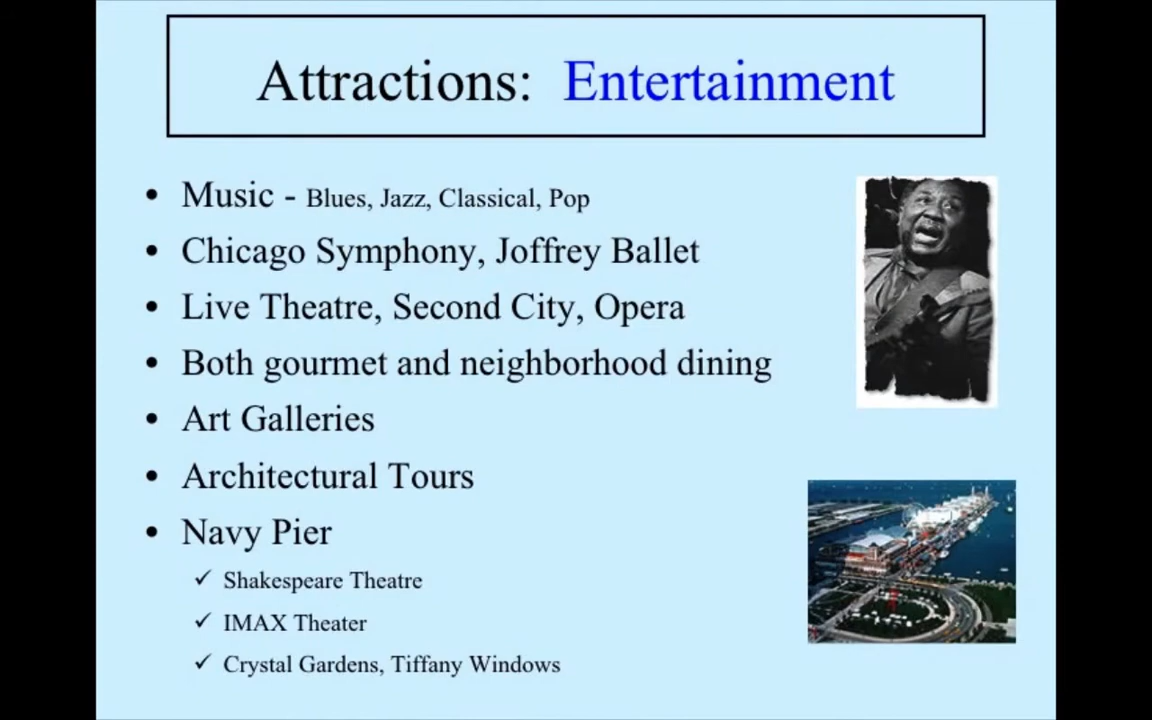 Attractions: Entertainment
• Music - Blues, Jazz, Classical, Pop
• Chicago Symphony, Joffrey Ballet
• Live Theatre, Second City, Opera
• Both gourmet and neighborhood dining
• Art Galleries
• Architectural Tours
• Navy Pier
✓ Shakespeare Theatre
✓ IMAX Theater
✓ Crystal Gardens, Tiffany Windows